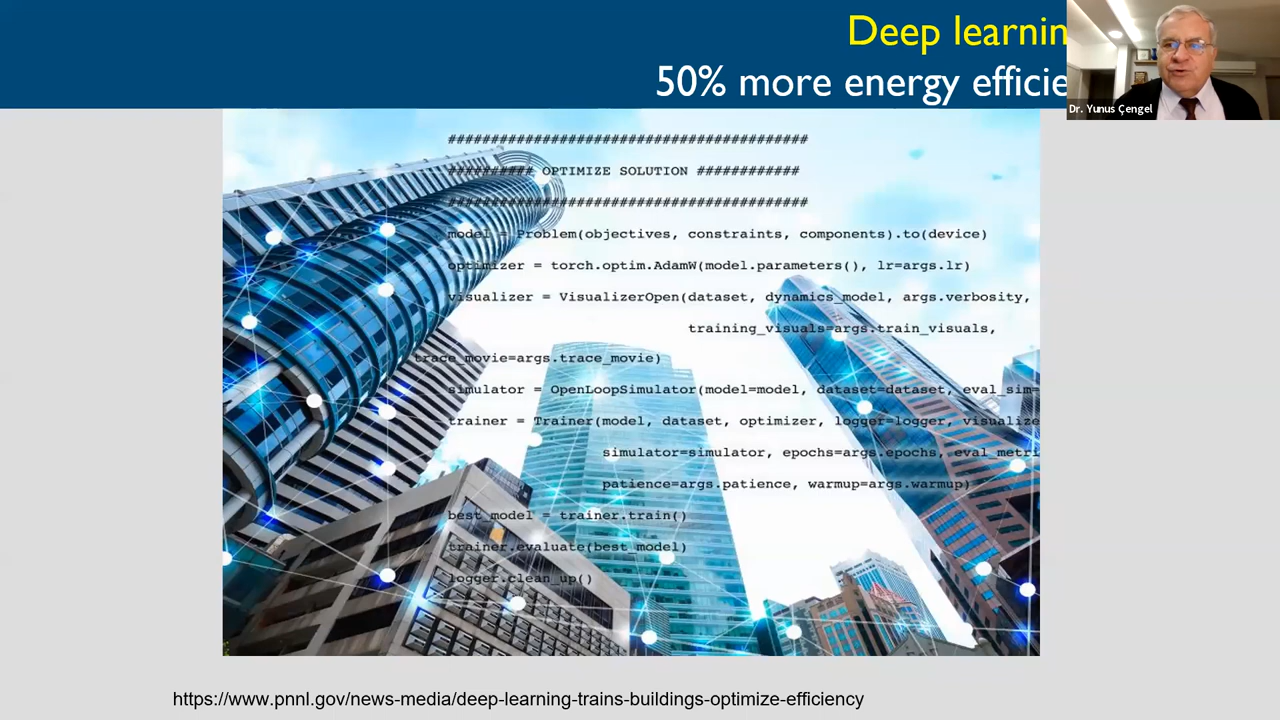 Deep learnin
50% more energy efficie
Dr. Yunus Çengel
########################################
########## OPTIMIZE SOLUTION ############
########################################
model = Problem(objectives, constraints, components).to(device)
optimizer = torch.optim.AdamW(model.parameters(), lr=args.lr)
visualizer = VisualizerOpen(dataset, dynamics_model, args.verbosity,
training_visuals=args.train_visuals,
trace_movie=args.trace_movie)
simulator = OpenLoopSimulator(model=model, dataset=dataset, eval_sim=
trainer = Trainer(model, dataset, optimizer, logger=logger, visualize
simulator=simulator, epochs=args.epochs, eval_metri
patience=args.patience, warmup=args.warmup)
best_model = trainer.train()
trainer.evaluate(best_model)
logger.clean_up()
https://www.pnnl.gov/news-media/deep-learning-trains-buildings-optimize-efficiency